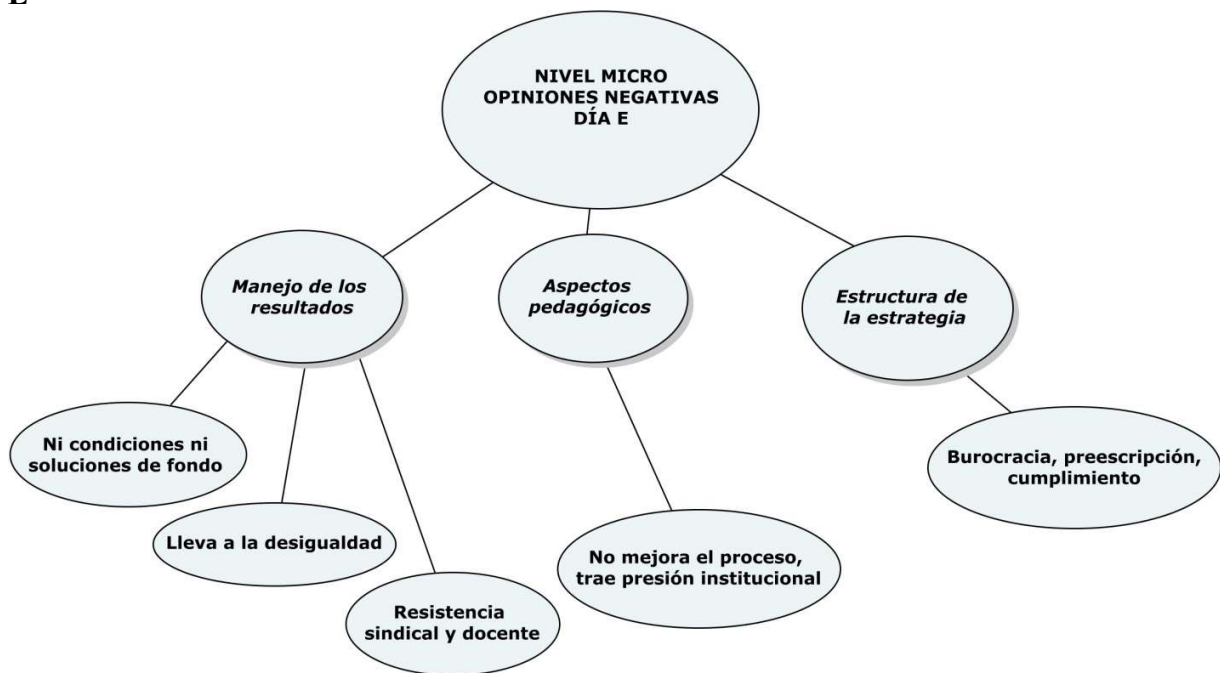 E
NIVEL MICRO
OPINIONES NEGATIVAS
DÍA E
Manejo de los
resultados
Aspectos
pedagógicos
Estructura de
la estrategia
Ni condiciones ni
soluciones de fondo
Lleva a la desigualdad
Resistencia
sindical y docente
No mejora el proceso,
trae presión institucional
Burocracia, preescripción,
cumplimiento